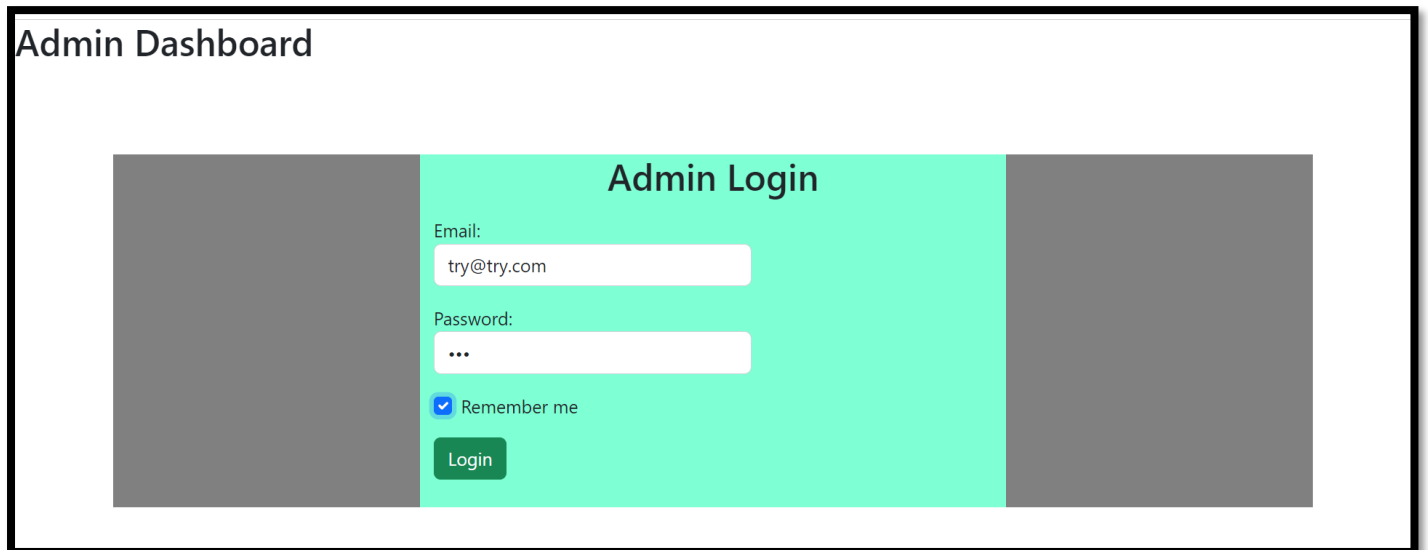 Admin Dashboard
Admin Login
Email:
try@try.com
Password:
•••
Remember me
Login